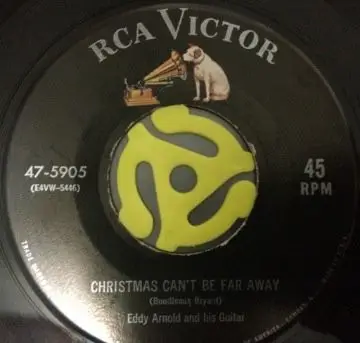 RCA VICTOR
47-5905
(E4VW-5446)
45
RPM
CHRISTMAS CAN'T BE FAR AWAY
(Boudleaux Bryant)
Eddy Arnold and his Guitar
TRADE